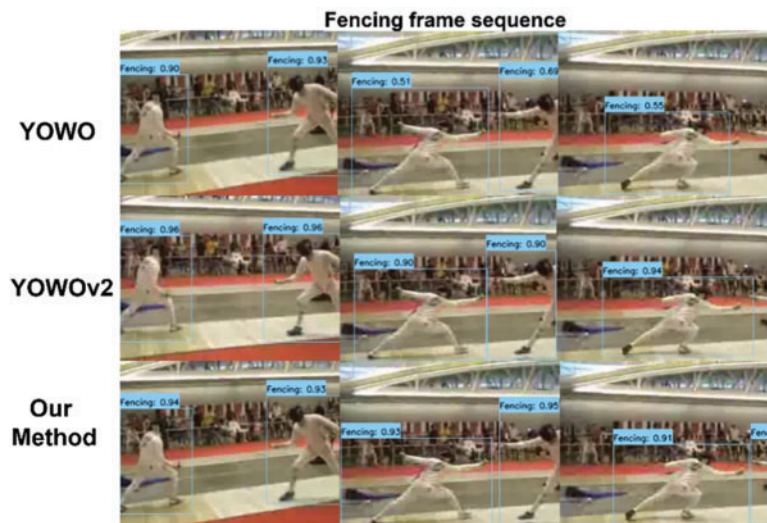 Fencing frame sequence
YOWO
Fencing: 0.90
Fencing: 0.93
Fencing: 0.51
Fencing: 0.69
Fencing: 0.55
YOWOv2
Fencing: 0.96
Fencing: 0.96
Fencing: 0.90
Fencing: 0.90
Fencing: 0.94
Our
Method
Fencing: 0.94
Fencing: 0.93
Fencing: 0.93
Fencing: 0.95
Fencing: 0.91
Fenc